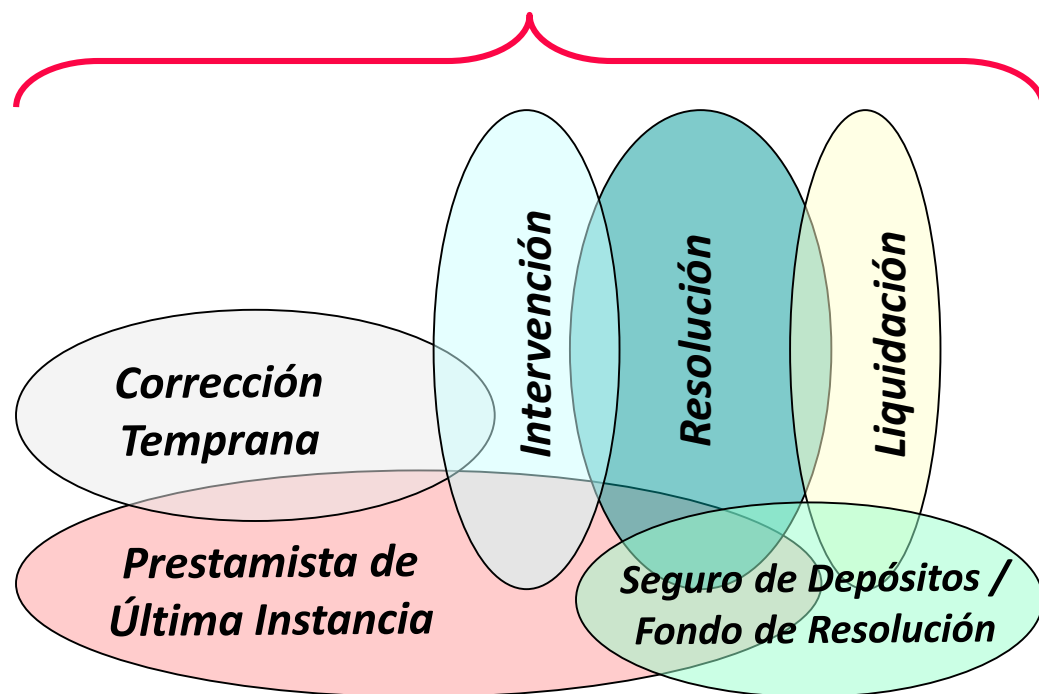 Corrección
Temprana
Intervención
Resolución
Liquidación
Prestamista de
Última Instancia
Seguro de Depósitos /
Fondo de Resolución